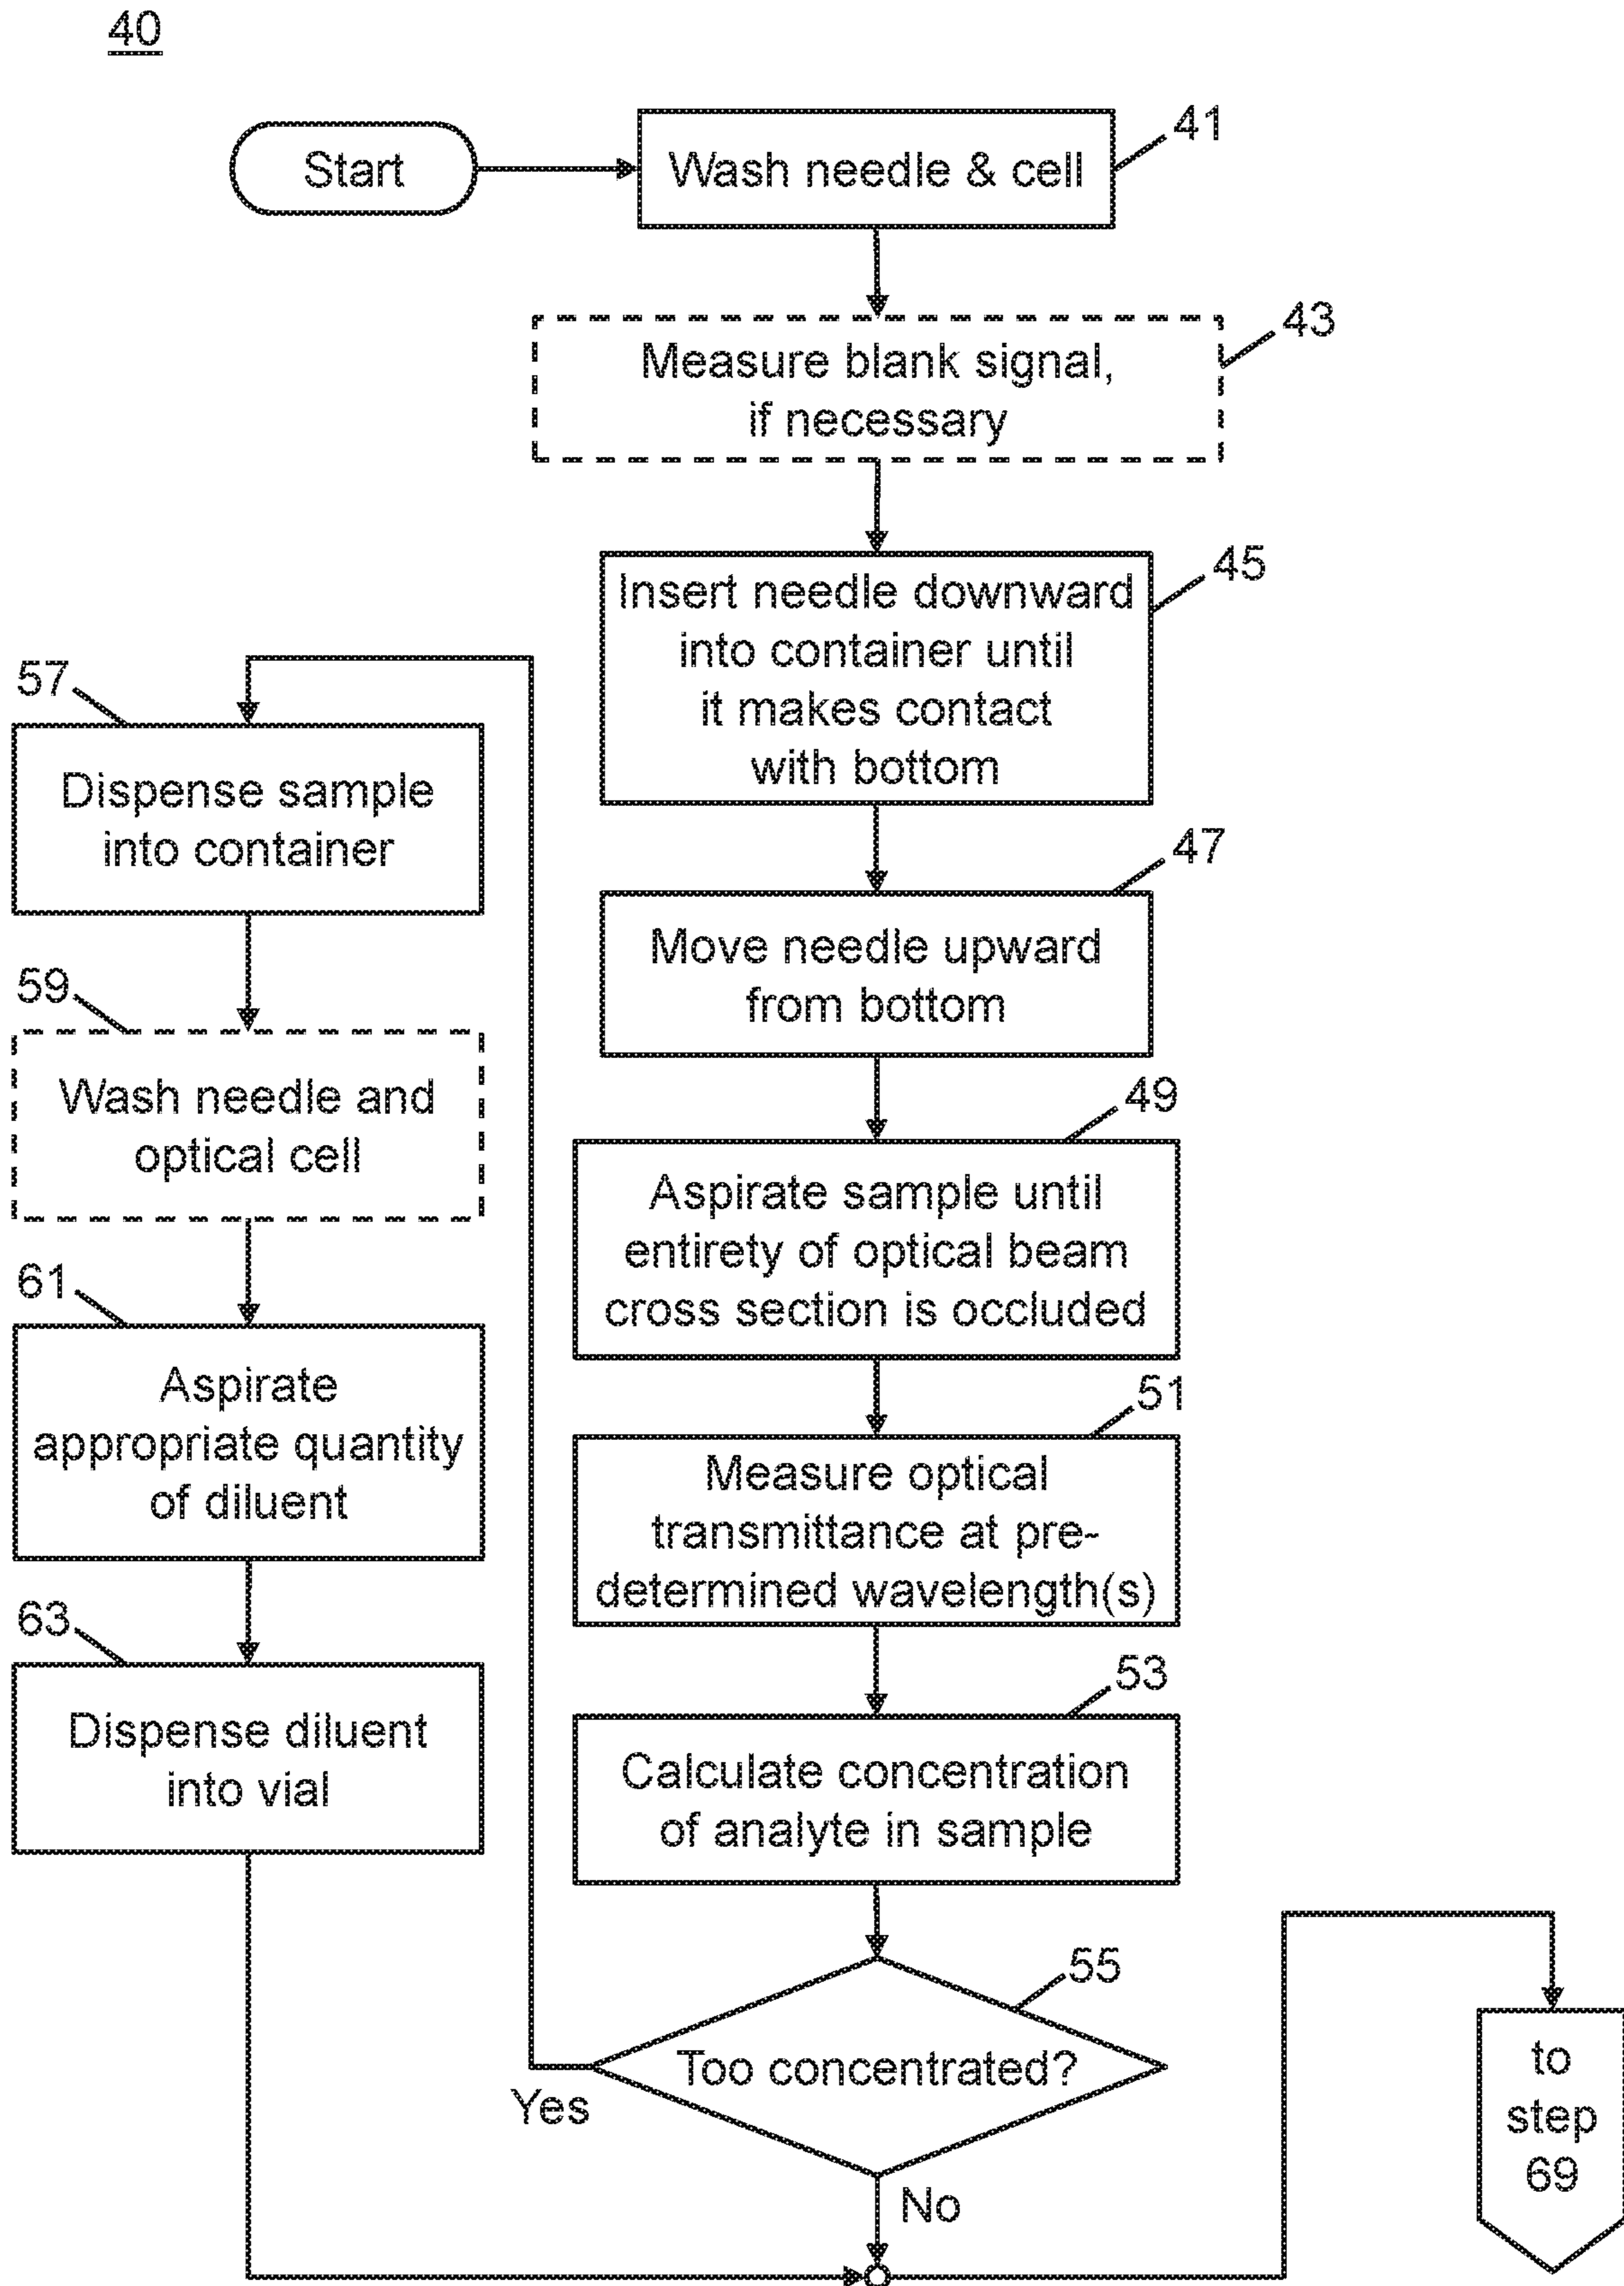 40
Start
Wash needle & cell
41
Measure blank signal,
if necessary
43
Insert needle downward
into container until
it makes contact
with bottom
45
Move needle upward
from bottom
47
Aspirate sample until
entirety of optical beam
cross section is occluded
49
Measure optical
transmittance at pre-
determined wavelength(s)
51
Calculate concentration
of analyte in sample
53
Too concentrated?
55
Yes
No
57
Dispense sample
into container
59
Wash needle and
optical cell
61
Aspirate
appropriate quantity
of diluent
63
Dispense diluent
into vial
to
step
69